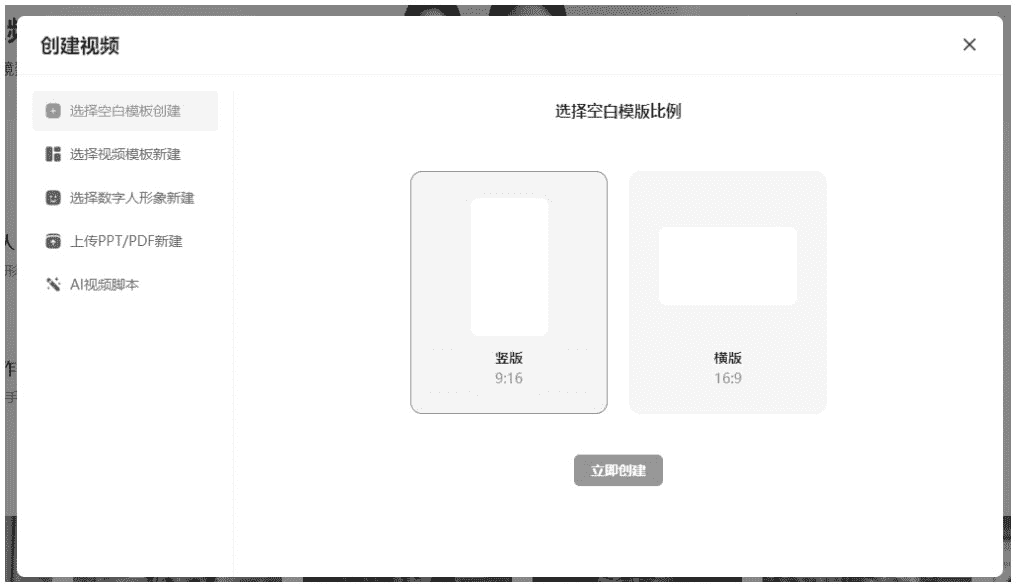 创建视频
选择空白模板创建
选择视频模板新建
选择数字人形象新建
上传PPT/PDF新建
AI视频脚本
选择空白模版比例
竖版
9:16
横版
16:9
立即创建